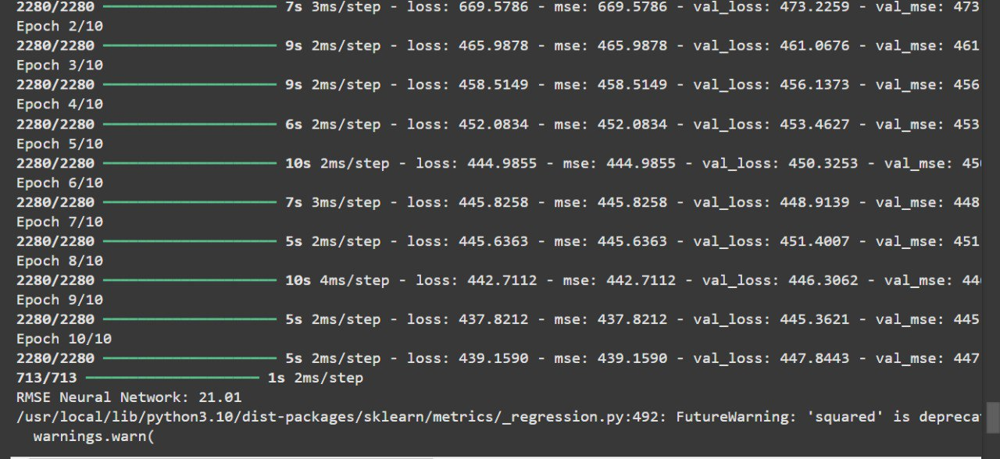 2280/2280 ━━━━━━━━━━━━━━━━━━━━ 7s 3ms/step - loss: 669.5786 - mse: 669.5786 - val_loss: 473.2259 - val_mse: 473
Epoch 2/10
2280/2280 ━━━━━━━━━━━━━━━━━━━━ 9s 2ms/step - loss: 465.9878 - mse: 465.9878 - val_loss: 461.0676 - val_mse: 461
Epoch 3/10
2280/2280 ━━━━━━━━━━━━━━━━━━━━ 9s 2ms/step - loss: 458.5149 - mse: 458.5149 - val_loss: 456.1373 - val_mse: 456
Epoch 4/10
2280/2280 ━━━━━━━━━━━━━━━━━━━━ 6s 2ms/step - loss: 452.0834 - mse: 452.0834 - val_loss: 453.4627 - val_mse: 453
Epoch 5/10
2280/2280 ━━━━━━━━━━━━━━━━━━━━ 10s 2ms/step - loss: 444.9855 - mse: 444.9855 - val_loss: 450.3253 - val_mse: 450
Epoch 6/10
2280/2280 ━━━━━━━━━━━━━━━━━━━━ 7s 3ms/step - loss: 445.8258 - mse: 445.8258 - val_loss: 448.9139 - val_mse: 448
Epoch 7/10
2280/2280 ━━━━━━━━━━━━━━━━━━━━ 5s 2ms/step - loss: 445.6363 - mse: 445.6363 - val_loss: 451.4007 - val_mse: 451
Epoch 8/10
2280/2280 ━━━━━━━━━━━━━━━━━━━━ 10s 4ms/step - loss: 442.7112 - mse: 442.7112 - val_loss: 446.3062 - val_mse: 446
Epoch 9/10
2280/2280 ━━━━━━━━━━━━━━━━━━━━ 5s 2ms/step - loss: 437.8212 - mse: 437.8212 - val_loss: 445.3621 - val_mse: 445
Epoch 10/10
2280/2280 ━━━━━━━━━━━━━━━━━━━━ 5s 2ms/step - loss: 439.1590 - mse: 439.1590 - val_loss: 447.8443 - val_mse: 447
713/713 ━━━━━━━━━━━━━━━━━━━━ 1s 2ms/step
RMSE Neural Network: 21.01
/usr/local/lib/python3.10/dist-packages/sklearn/metrics/_regression.py:492: FutureWarning: 'squared' is depreca
warnings.warn(